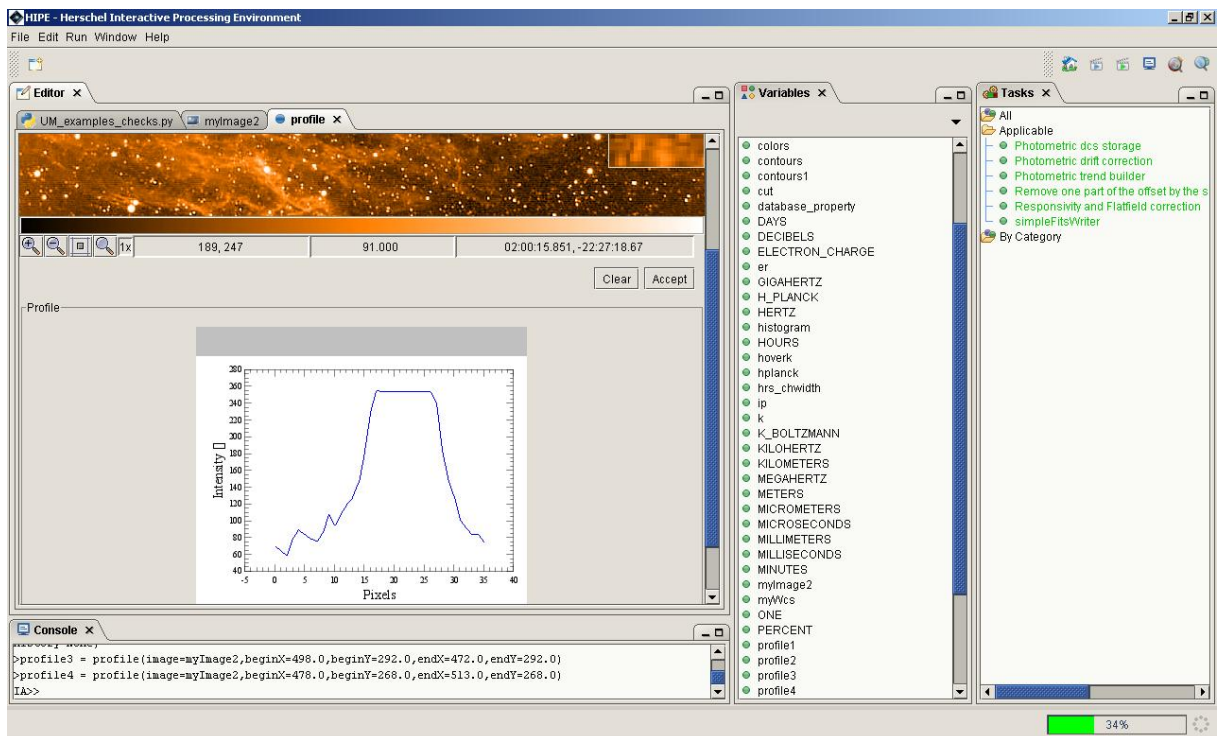 HIPE - Herschel Interactive Processing Environment
File Edit Run Window Help
Editor
UM_examples_checks.py myImage2 profile
1x 189, 247 91.000 02:00:15.851, -22:27:18.67
Clear Accept
Profile
280
260
240
220
200
180
160
140
120
100
80
60
40
Intensity []
-5 0 5 10 15 20 25 30 35 40
Pixels
Console
>profile3 = profile(image=myImage2,beginX=498.0,beginY=292.0,endX=472.0,endY=292.0)
>profile4 = profile(image=myImage2,beginX=478.0,beginY=268.0,endX=513.0,endY=268.0)
IA>>
Variables
colors
contours
contours1
cut
database_property
DAYS
DECIBELS
ELECTRON_CHARGE
er
GIGAHERTZ
H_PLANCK
HERTZ
histogram
HOURS
hoverk
hplanck
hrs_chwidth
ip
k
K_BOLTZMANN
KILOHERTZ
KILOMETERS
MEGAHERTZ
METERS
MICROMETERS
MICROSECONDS
MILLIMETERS
MILLISECONDS
MINUTES
myImage2
myWcs
ONE
PERCENT
profile1
profile2
profile3
profile4
Tasks
All
Applicable
Photometric dcs storage
Photometric drift correction
Photometric trend builder
Remove one part of the offset by the s
Responsivity and Flatfield correction
simpleFitsWriter
By Category
34%